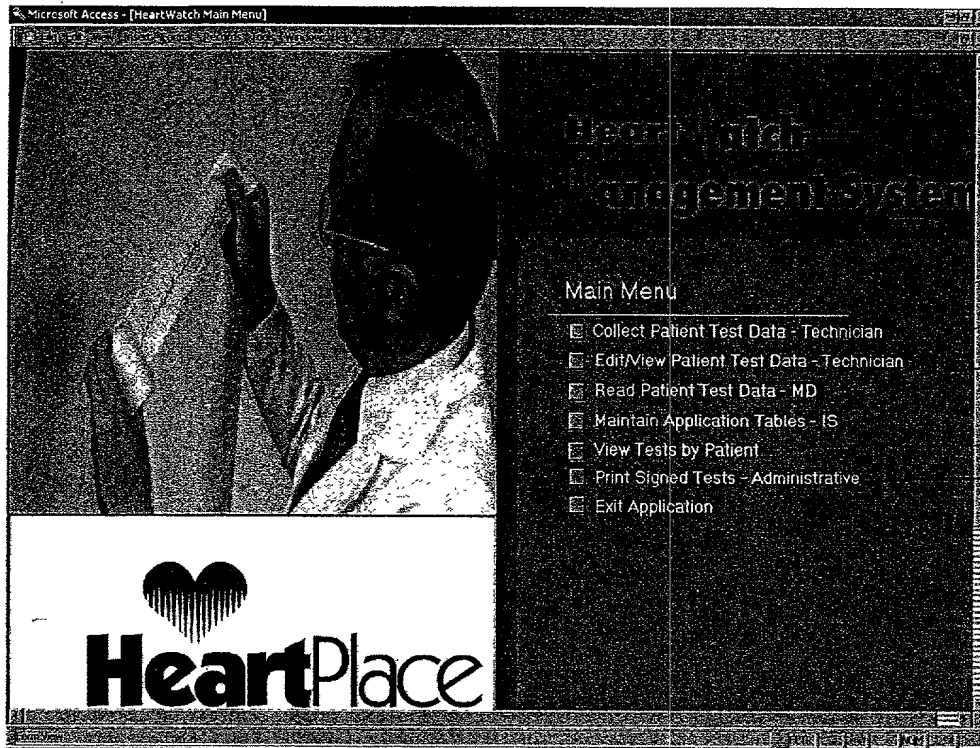 Microsoft Access - [HeartWatch Main Menu]
Management System
Main Menu
Collect Patient Test Data - Technician
Edit/View Patient Test Data - Technician
Read Patient Test Data - MD
Maintain Application Tables - IS
View Tests by Patient
Print Signed Tests - Administrative
Exit Application
HeartPlace